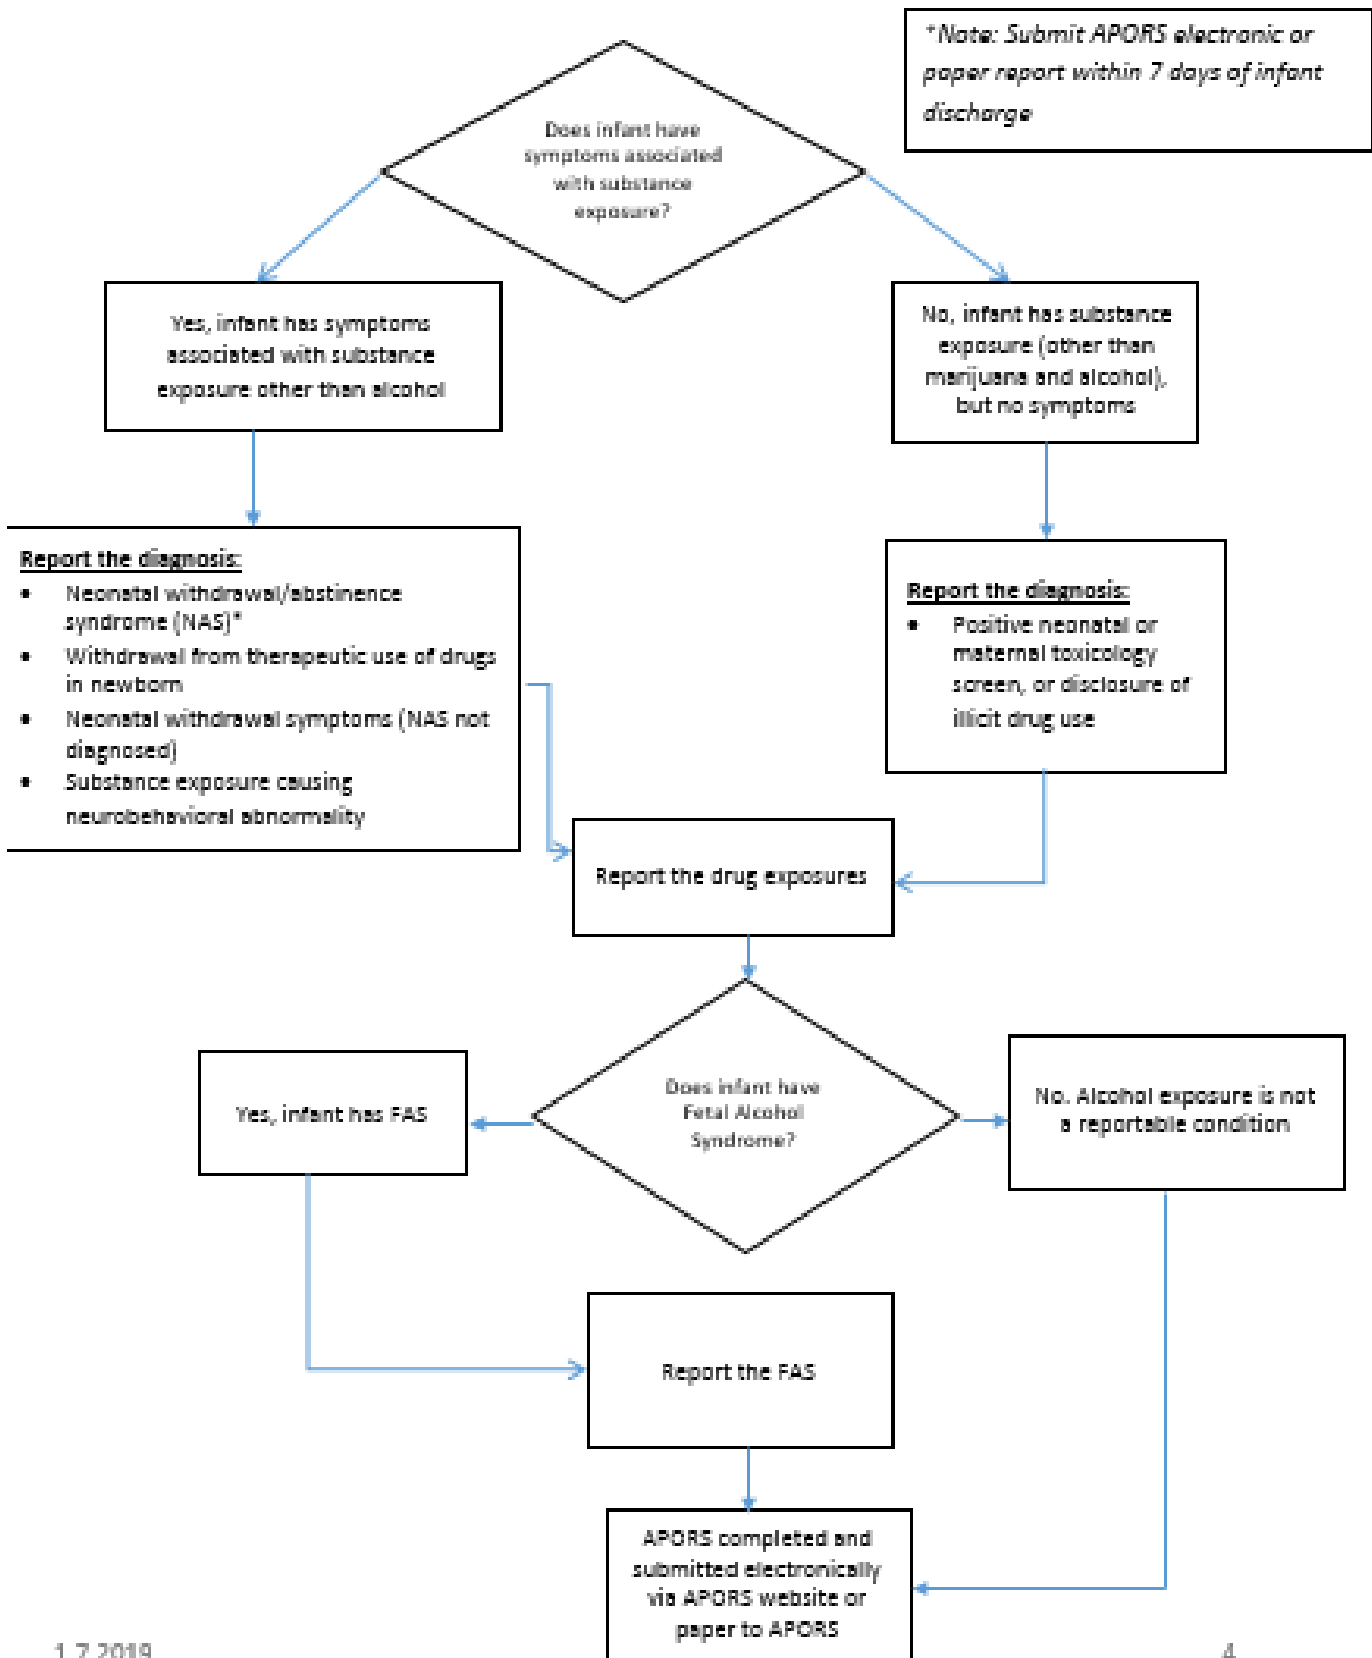 *Note: Submit APORS electronic or
paper report within 7 days of infant
discharge
Does infant have
symptoms associated
with substance
exposure?
Yes, infant has symptoms
associated with substance
exposure other than alcohol
No, infant has substance
exposure (other than
marijuana and alcohol),
but no symptoms
Report the diagnosis:
• Neonatal withdrawal/abstinence
syndrome (NAS)*
• Withdrawal from therapeutic use of drugs
in newborn
• Neonatal withdrawal symptoms (NAS not
diagnosed)
• Substance exposure causing
neurobehavioral abnormality
Report the diagnosis:
• Positive neonatal or
maternal toxicology
screen, or disclosure of
illicit drug use
Report the drug exposures
Does infant have
Fetal Alcohol
Syndrome?
Yes, infant has FAS
No. Alcohol exposure is not
a reportable condition
Report the FAS
APORS completed and
submitted electronically
via APORS website or
paper to APORS
1.7.2019
4